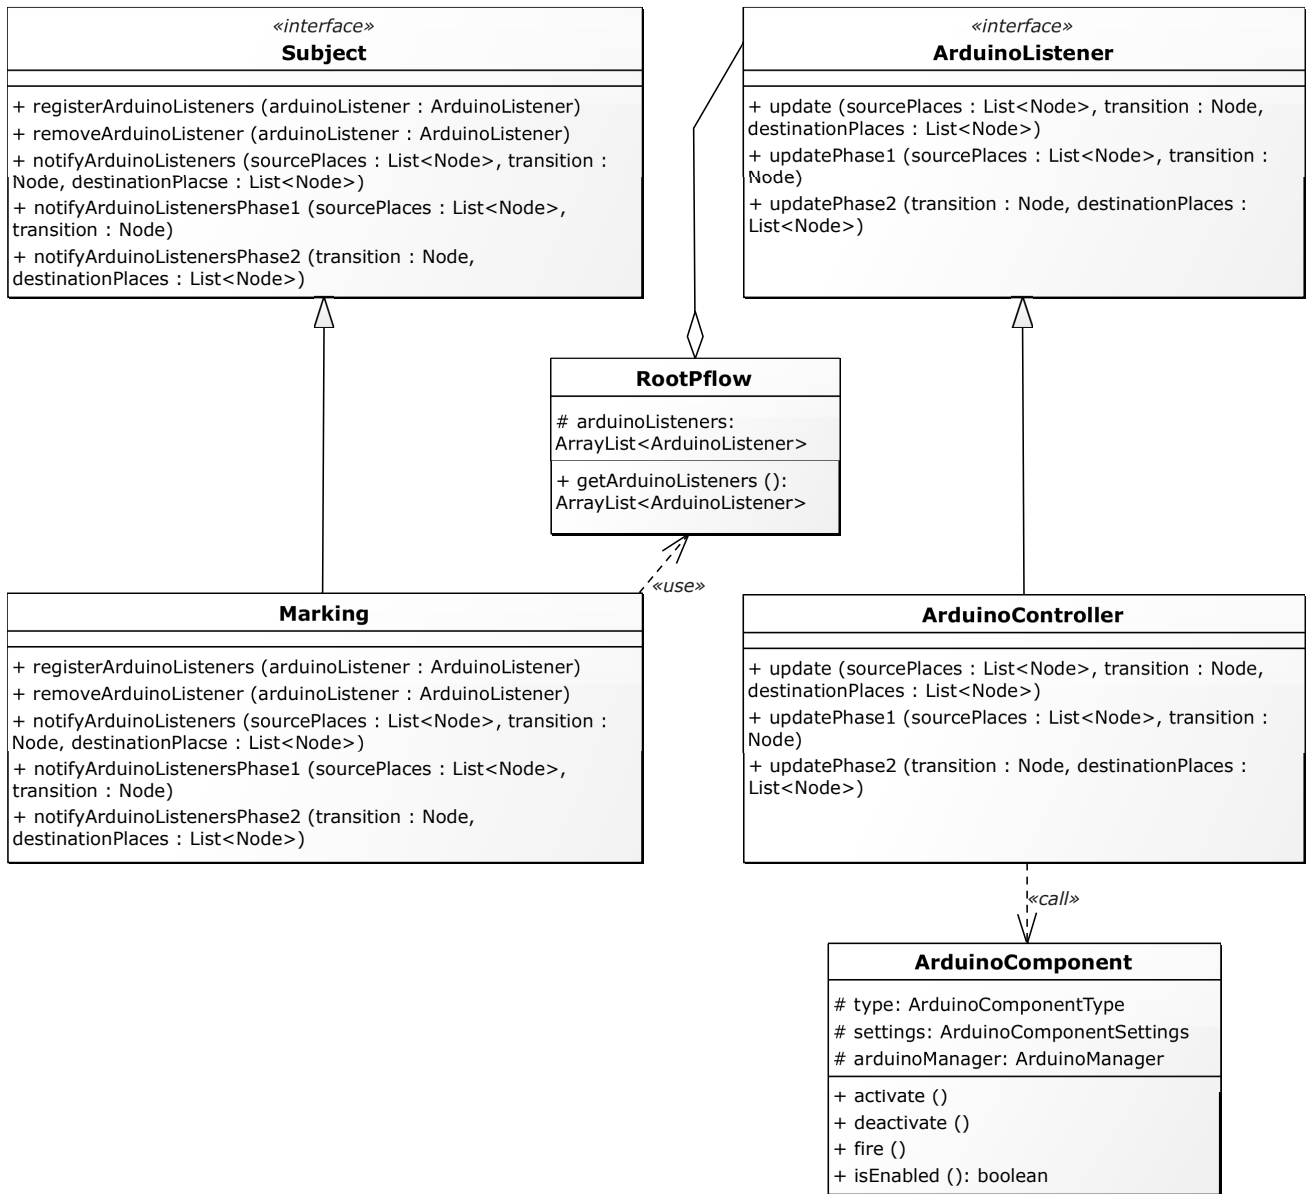 «interface»
Subject
+ registerArduinoListeners (arduinoListener : ArduinoListener)
+ removeArduinoListener (arduinoListener : ArduinoListener)
+ notifyArduinoListeners (sourcePlaces : List<Node>, transition :
Node, destinationPlacse : List<Node>)
+ notifyArduinoListenersPhase1 (sourcePlaces : List<Node>,
transition : Node)
+ notifyArduinoListenersPhase2 (transition : Node,
destinationPlaces : List<Node>)
«interface»
ArduinoListener
+ update (sourcePlaces : List<Node>, transition : Node,
destinationPlaces : List<Node>)
+ updatePhase1 (sourcePlaces : List<Node>, transition :
Node)
+ updatePhase2 (transition : Node, destinationPlaces :
List<Node>)
RootPflow
# arduinoListeners:
ArrayList<ArduinoListener>
+ getArduinoListeners ():
ArrayList<ArduinoListener>
«use»
Marking
+ registerArduinoListeners (arduinoListener : ArduinoListener)
+ removeArduinoListener (arduinoListener : ArduinoListener)
+ notifyArduinoListeners (sourcePlaces : List<Node>, transition :
Node, destinationPlacse : List<Node>)
+ notifyArduinoListenersPhase1 (sourcePlaces : List<Node>,
transition : Node)
+ notifyArduinoListenersPhase2 (transition : Node,
destinationPlaces : List<Node>)
ArduinoController
+ update (sourcePlaces : List<Node>, transition : Node,
destinationPlaces : List<Node>)
+ updatePhase1 (sourcePlaces : List<Node>, transition :
Node)
+ updatePhase2 (transition : Node, destinationPlaces :
List<Node>)
«call»
ArduinoComponent
# type: ArduinoComponentType
# settings: ArduinoComponentSettings
# arduinoManager: ArduinoManager
+ activate ()
+ deactivate ()
+ fire ()
+ isEnabled (): boolean